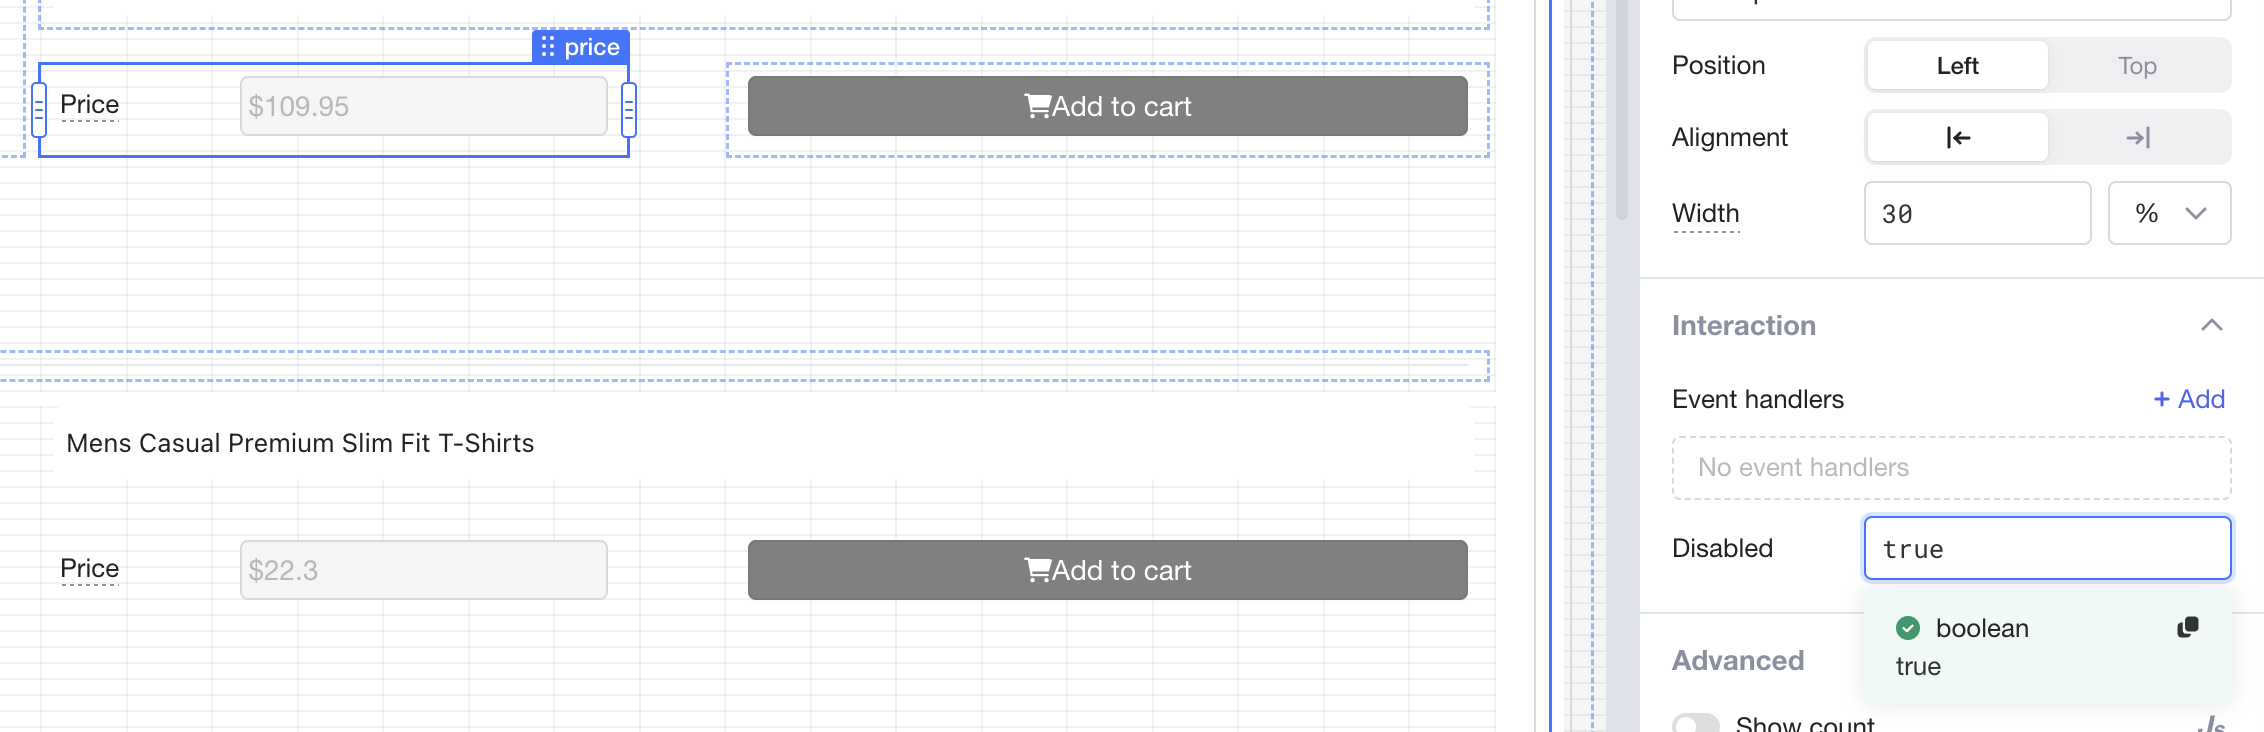 price
Price
$109.95
Add to cart
Mens Casual Premium Slim Fit T-Shirts
Price
$22.3
Add to cart
Position
Left
Top
Alignment
Width
30
%
Interaction
Event handlers
+ Add
No event handlers
Disabled
true
boolean
true
Advanced
Show count
Js